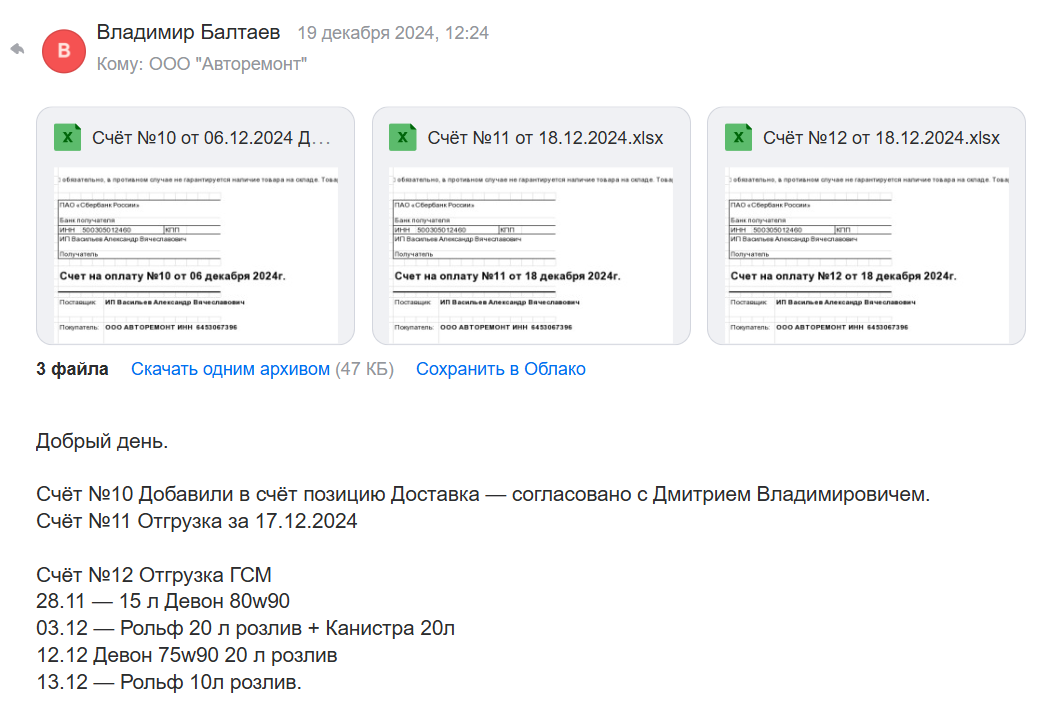 Владимир Балтаев 19 декабря 2024, 12:24
В
Кому: ООО "Авторемонт"
X Счёт №10 от 06.12.2024 Д...
обязательно, в противном случае не гарантируется наличие товара на складе. Това
ПАО «Сбербанк России»
Банк получателя
ИНН 500305012460 КПП
ИП Васильев Александр Вячеславович
Получатель
Счет на оплату №10 от 06 декабря 2024г.
Поставщик: ИП Васильев Александр Вячеславович
Покупатель: ООО АВТОРЕМОНТ ИНН 6453067396
X Счёт №11 от 18.12.2024.xlsx
обязательно, в противном случае не гарантируется наличие товара на складе. Това
ПАО «Сбербанк России»
Банк получателя
ИНН 500305012460 КПП
ИП Васильев Александр Вячеславович
Получатель
Счет на оплату №11 от 18 декабря 2024г.
Поставщик: ИП Васильев Александр Вячеславович
Покупатель: ООО АВТОРЕМОНТ ИНН 6453067396
X Счёт №12 от 18.12.2024.xlsx
обязательно, в противном случае не гарантируется наличие товара на складе. Това
ПАО «Сбербанк России»
Банк получателя
ИНН 500305012460 КПП
ИП Васильев Александр Вячеславович
Получатель
Счет на оплату №12 от 18 декабря 2024г.
Поставщик: ИП Васильев Александр Вячеславович
Покупатель: ООО АВТОРЕМОНТ ИНН 6453067396
3 файла Скачать одним архивом (47 КБ) Сохранить в Облако
Добрый день.
Счёт №10 Добавили в счёт позицию Доставка — согласовано с Дмитрием Владимировичем.
Счёт №11 Отгрузка за 17.12.2024
Счёт №12 Отгрузка ГСМ
28.11 — 15 л Девон 80w90
03.12 — Рольф 20 л розлив + Канистра 20л
12.12 Девон 75w90 20 л розлив
13.12 — Рольф 10л розлив.